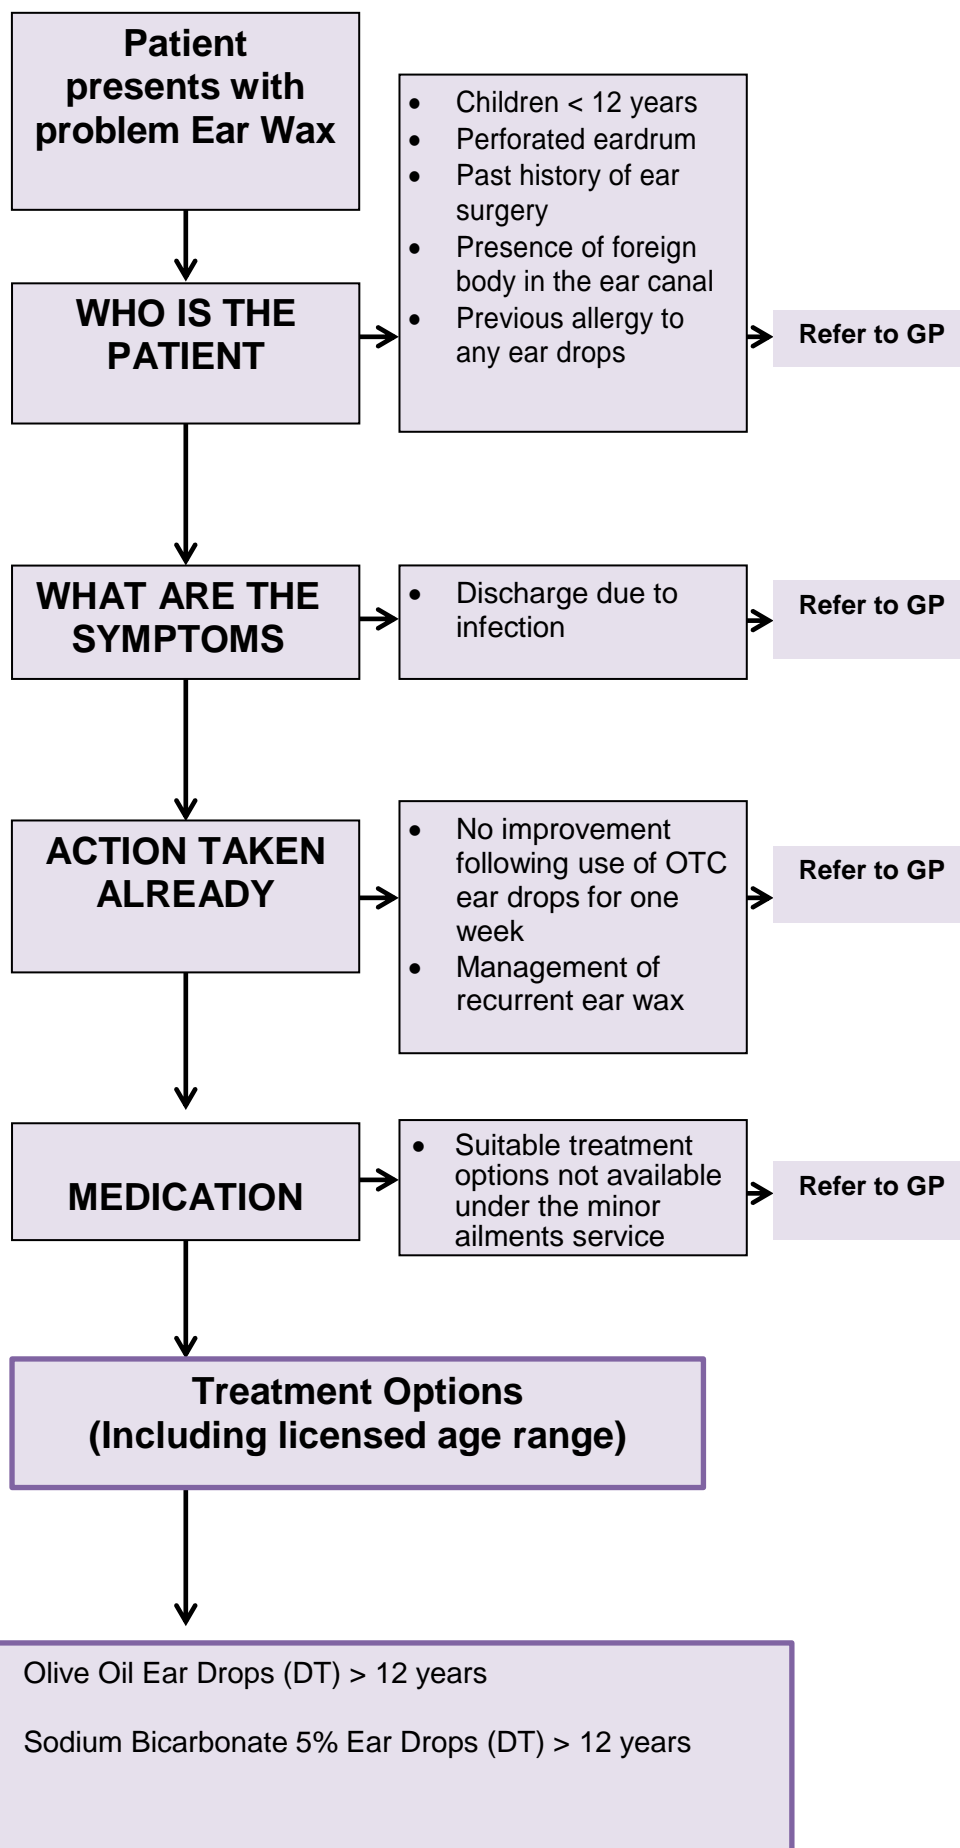 Patient
presents with
problem Ear Wax
• Children < 12 years
• Perforated eardrum
• Past history of ear
surgery
• Presence of foreign
body in the ear canal
• Previous allergy to
any ear drops
WHO IS THE
PATIENT
Refer to GP
WHAT ARE THE
SYMPTOMS
• Discharge due to
infection
Refer to GP
ACTION TAKEN
ALREADY
• No improvement
following use of OTC
ear drops for one
week
• Management of
recurrent ear wax
Refer to GP
MEDICATION
• Suitable treatment
options not available
under the minor
ailments service
Refer to GP
Treatment Options
(Including licensed age range)
Olive Oil Ear Drops (DT) > 12 years
Sodium Bicarbonate 5% Ear Drops (DT) > 12 years